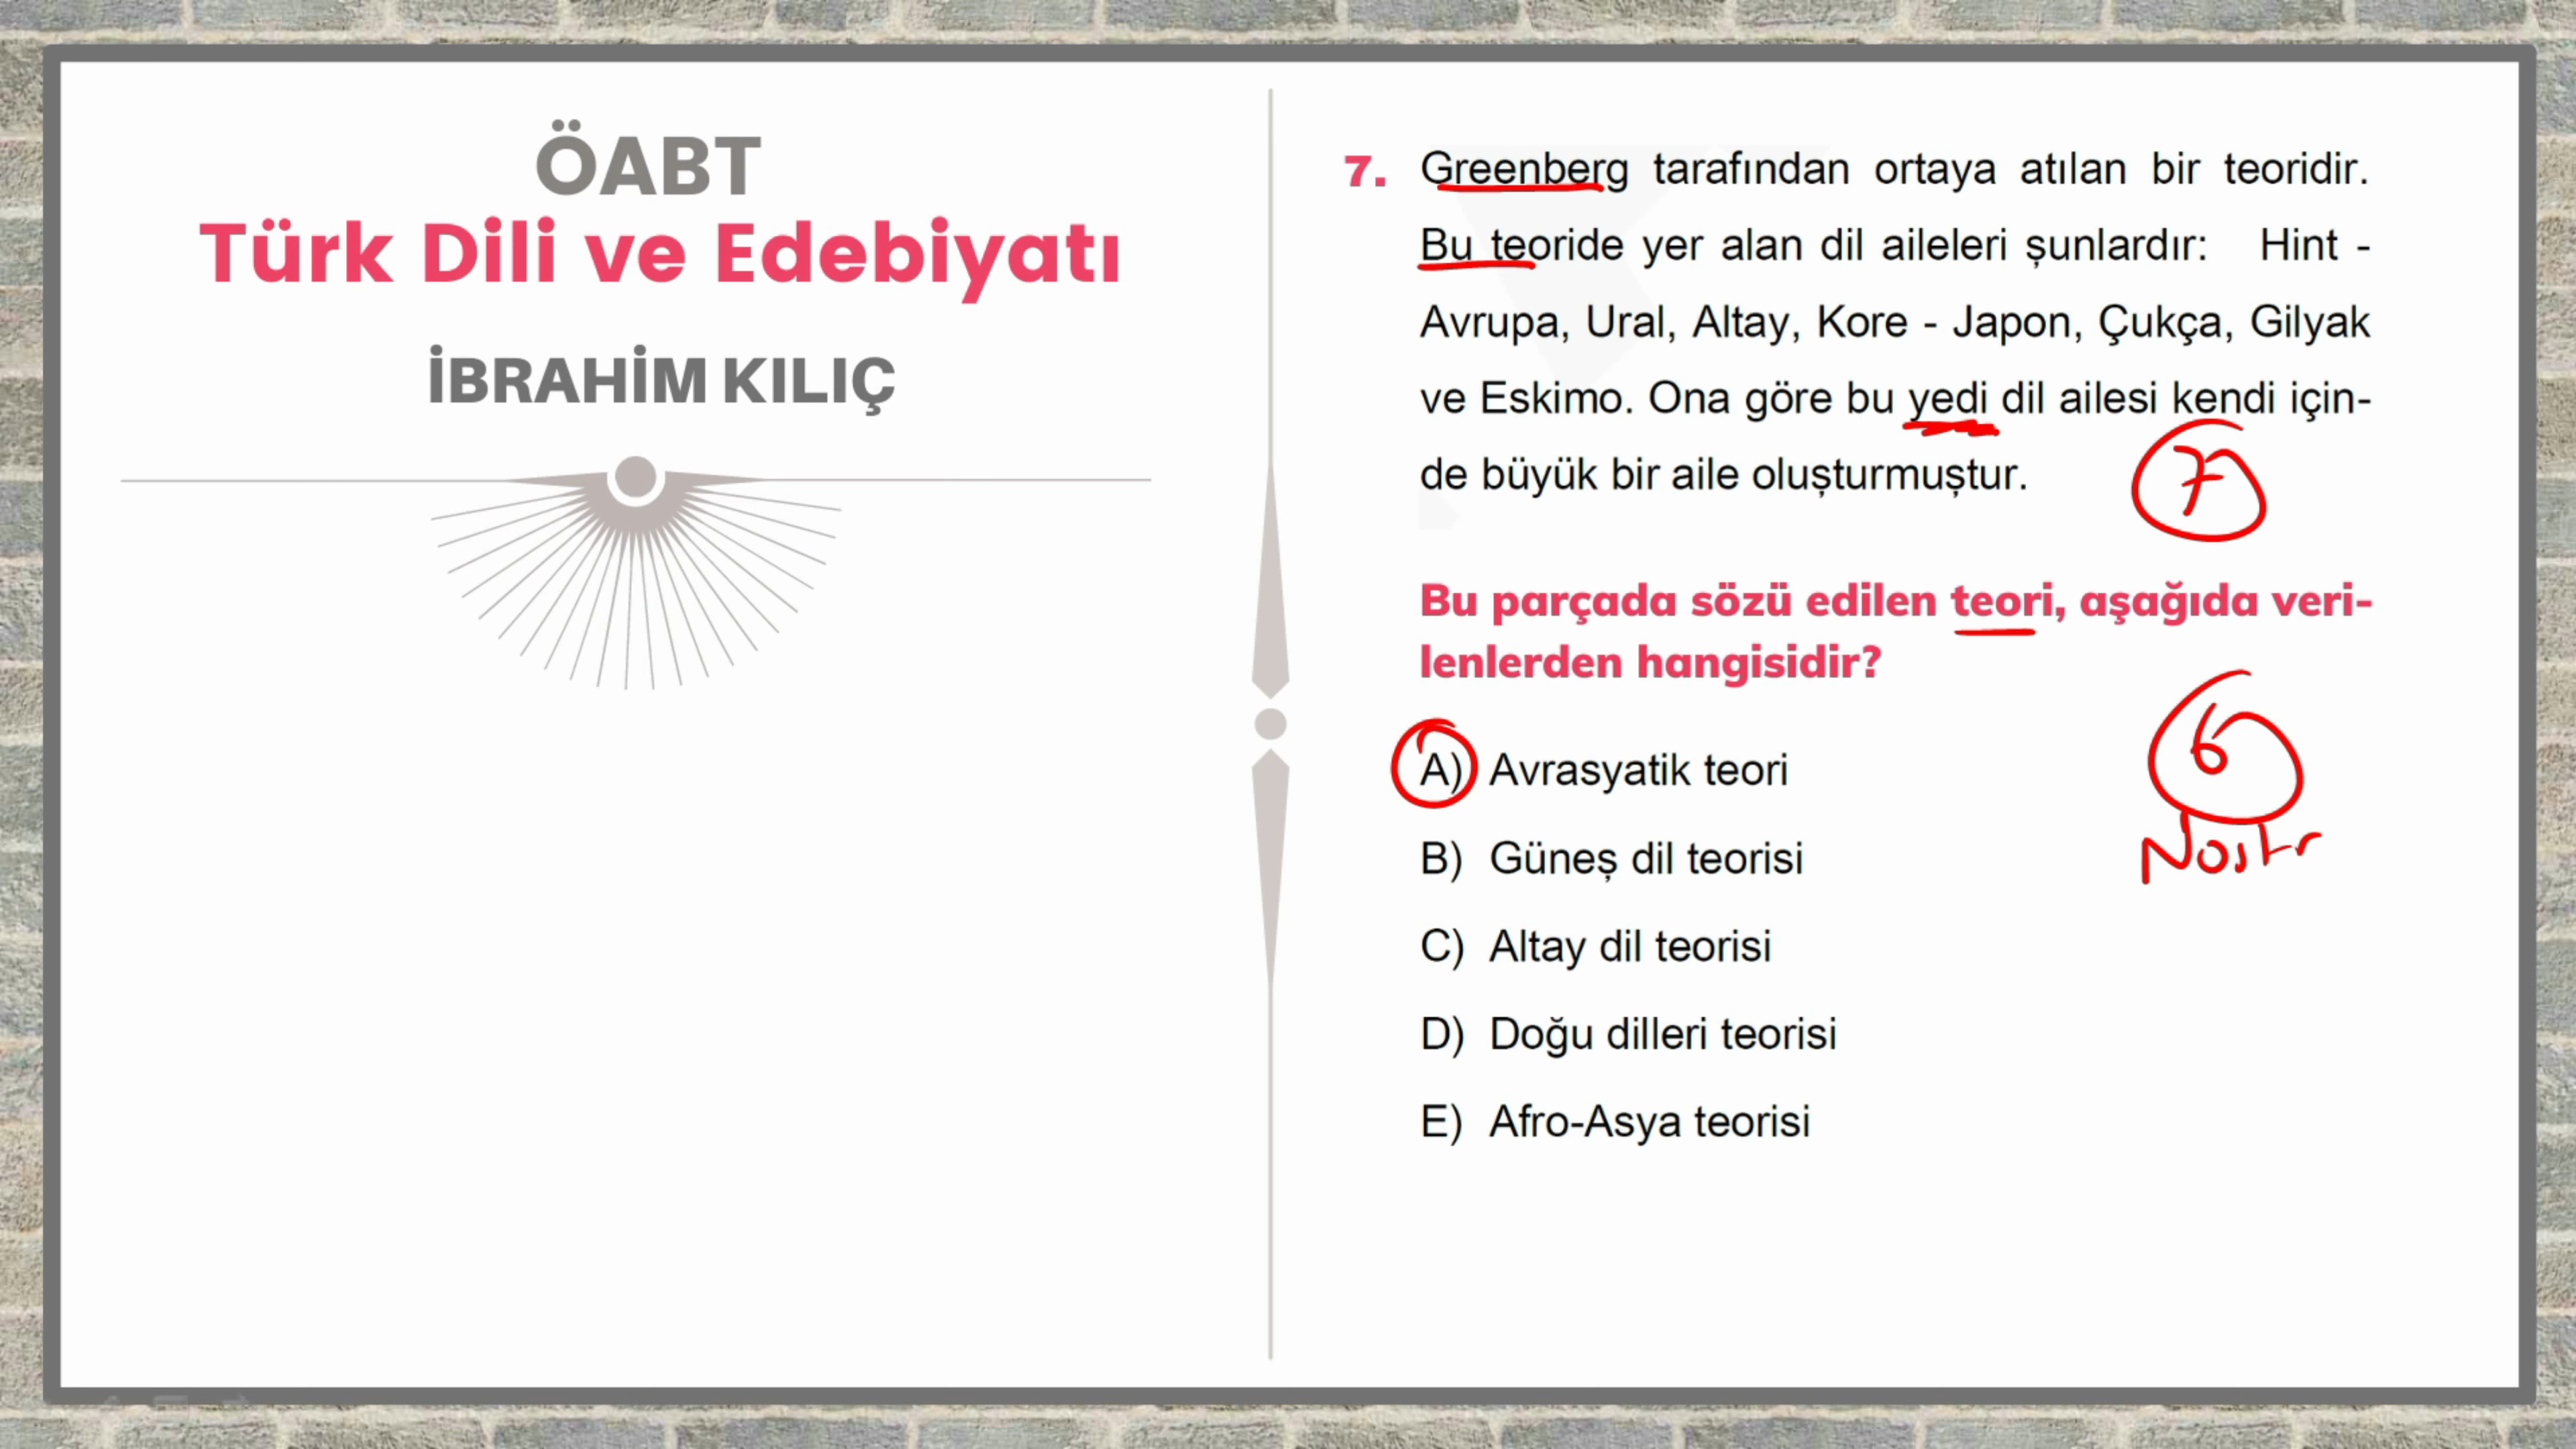 ÖABT
Türk Dili ve Edebiyatı
İBRAHİM KILIÇ
7. Greenberg tarafından ortaya atılan bir teoridir.
Bu teoride yer alan dil aileleri şunlardır: Hint -
Avrupa, Ural, Altay, Kore - Japon, Çukça, Gilyak
ve Eskimo. Ona göre bu yedi dil ailesi kendi için-
de büyük bir aile oluşturmuştur.
7
Bu parçada sözü edilen teori, aşağıda veri-
lenlerden hangisidir?
6
Nostr
A) Avrasyatik teori
B) Güneş dil teorisi
C) Altay dil teorisi
D) Doğu dilleri teorisi
E) Afro-Asya teorisi